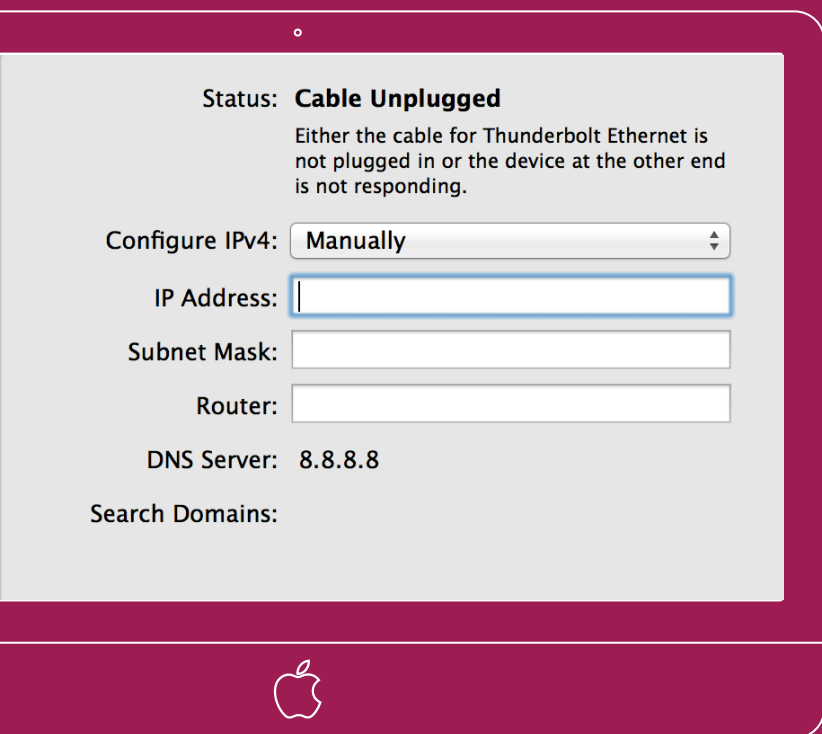 Status: Cable Unplugged
Either the cable for Thunderbolt Ethernet is
not plugged in or the device at the other end
is not responding.
Configure IPv4: Manually
IP Address:
Subnet Mask:
Router:
DNS Server: 8.8.8.8
Search Domains: